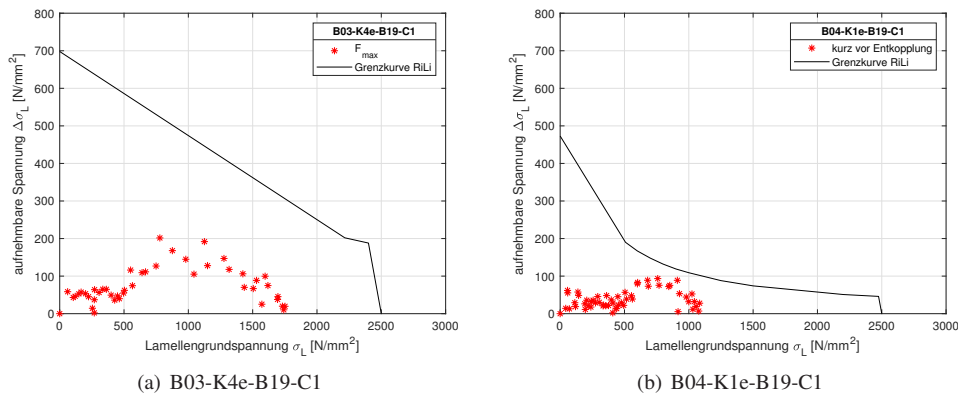 800
700
600
500
400
300
200
100
0
aufnehmbare Spannung Δσ_L [N/mm²]
B03-K4e-B19-C1
F_max
Grenzkurve RiLi
0 500 1000 1500 2000 2500 3000
Lamellengrundspannung σ_L [N/mm²]
(a) B03-K4e-B19-C1
800
700
600
500
400
300
200
100
0
aufnehmbare Spannung Δσ_L [N/mm²]
B04-K1e-B19-C1
kurz vor Entkopplung
Grenzkurve RiLi
0 500 1000 1500 2000 2500 3000
Lamellengrundspannung σ_L [N/mm²]
(b) B04-K1e-B19-C1